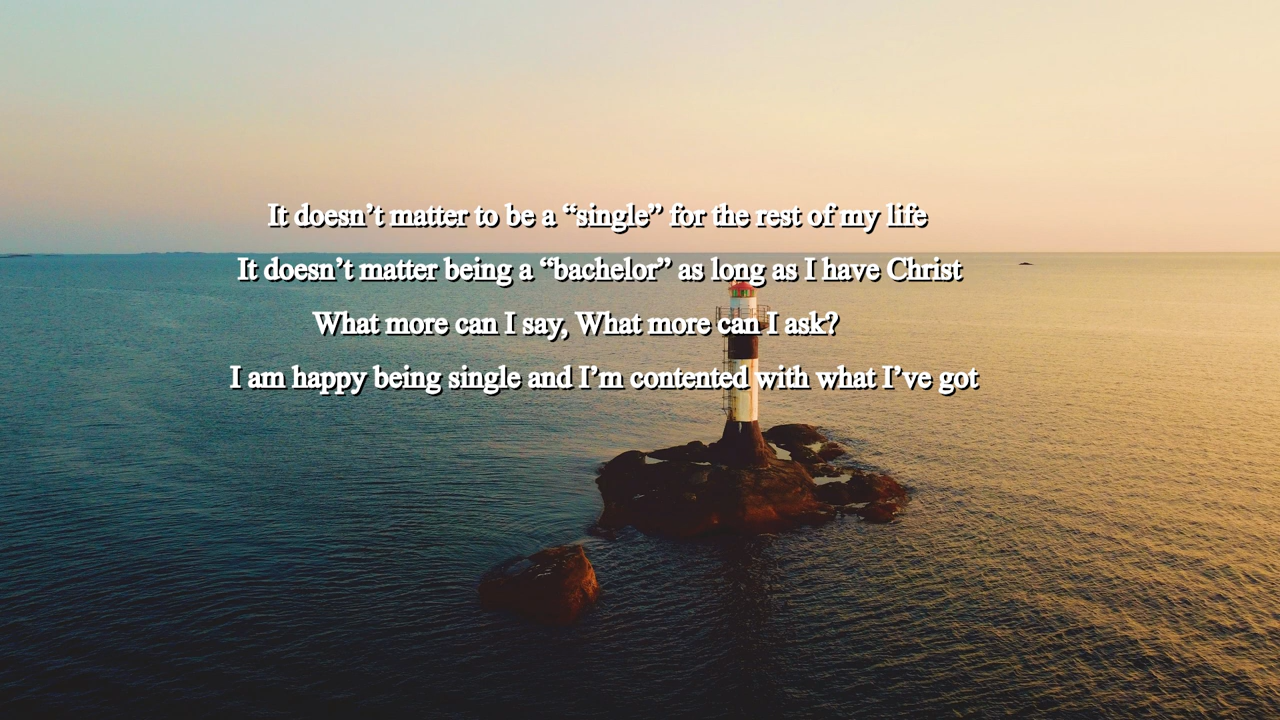 It doesn’t matter to be a “single” for the rest of my life
It doesn’t matter being a “bachelor” as long as I have Christ
What more can I say, What more can I ask?
I am happy being single and I’m contented with what I’ve got